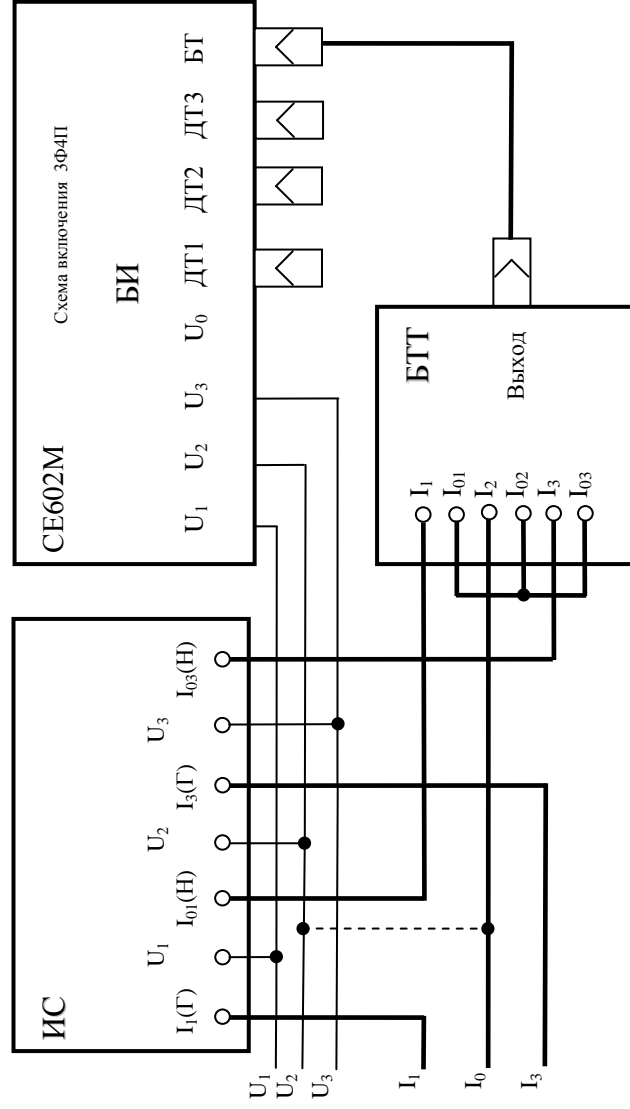 ИС
I₁(Г)
U₁
I₀₁(Н)
U₂
I₃(Г)
U₃
I₀₃(Н)
СЕ602М
Схема включения 3Ф4П
БИ
U₁
U₂
U₃
U₀
ДТ1
ДТ2
ДТ3
БТ
U₁
U₂
U₃
I₁
I₀
I₃
БТТ
I₁
I₀₁
I₂
I₀₂
I₃
I₀₃
Выход